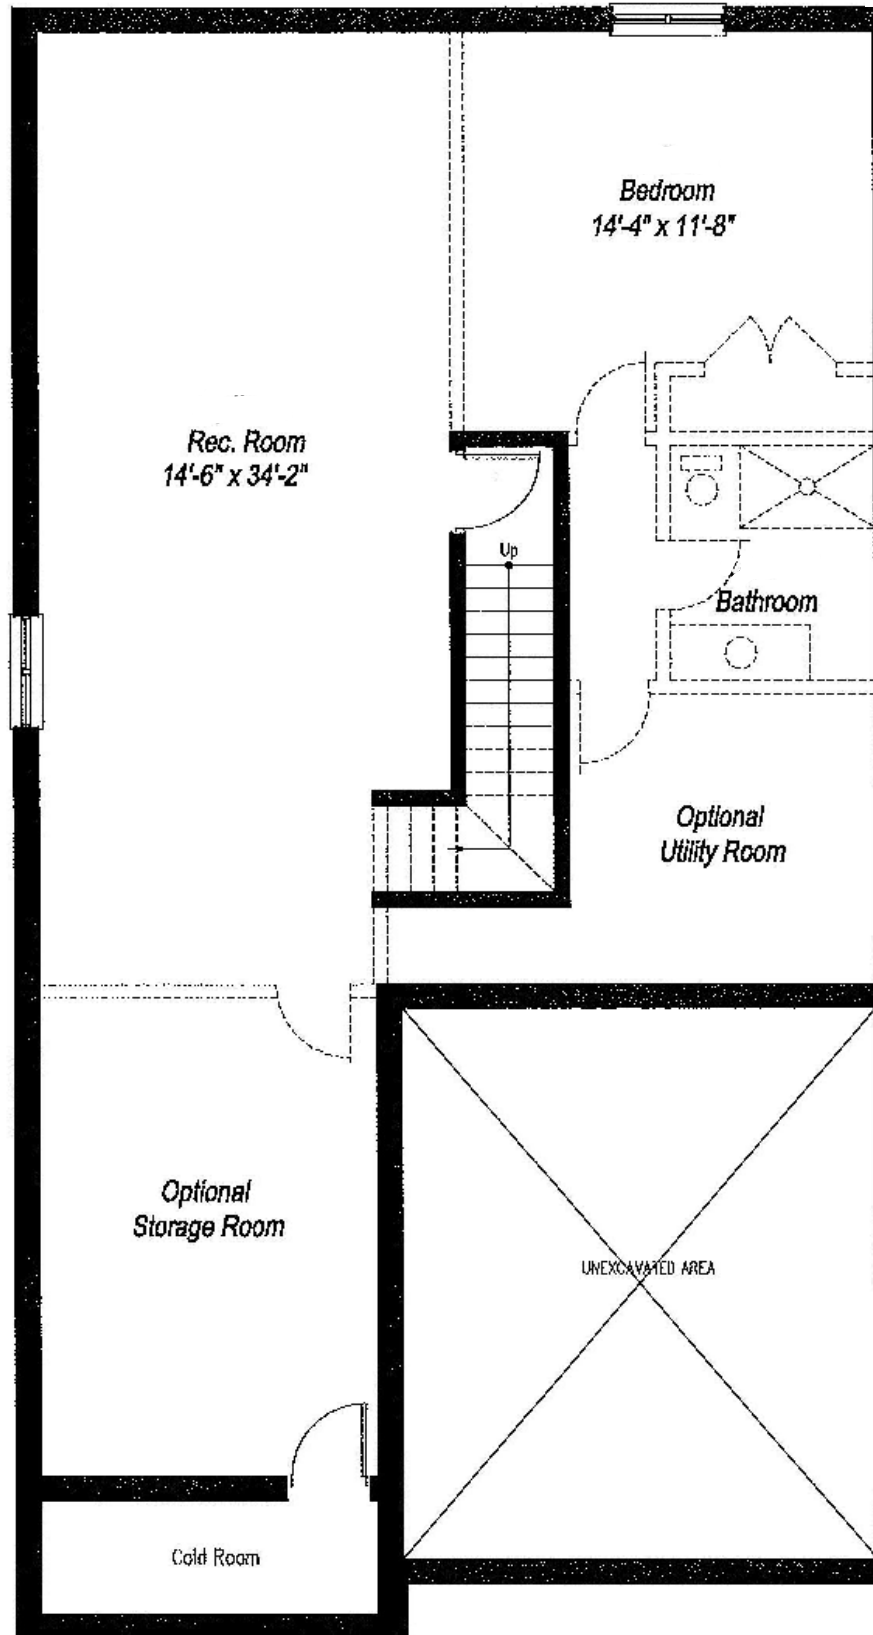 Bedroom
14'-4" x 11'-8"
Rec. Room
14'-6" x 34'-2"
Up
Bathroom
Optional
Utility Room
Optional
Storage Room
UNEXCAVATED AREA
Cold Room